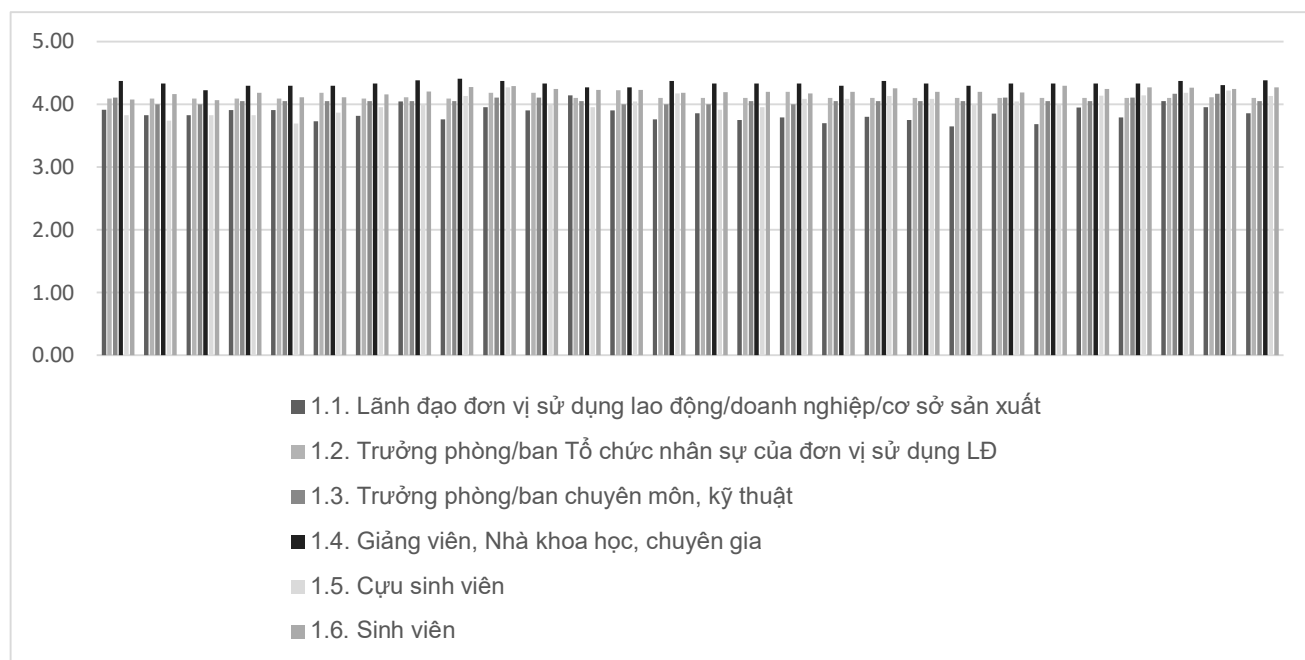 5.00
4.00
3.00
2.00
1.00
0.00
1.1. Lãnh đạo đơn vị sử dụng lao động/doanh nghiệp/cơ sở sản xuất
1.2. Trưởng phòng/ban Tổ chức nhân sự của đơn vị sử dụng LĐ
1.3. Trưởng phòng/ban chuyên môn, kỹ thuật
1.4. Giảng viên, Nhà khoa học, chuyên gia
1.5. Cựu sinh viên
1.6. Sinh viên